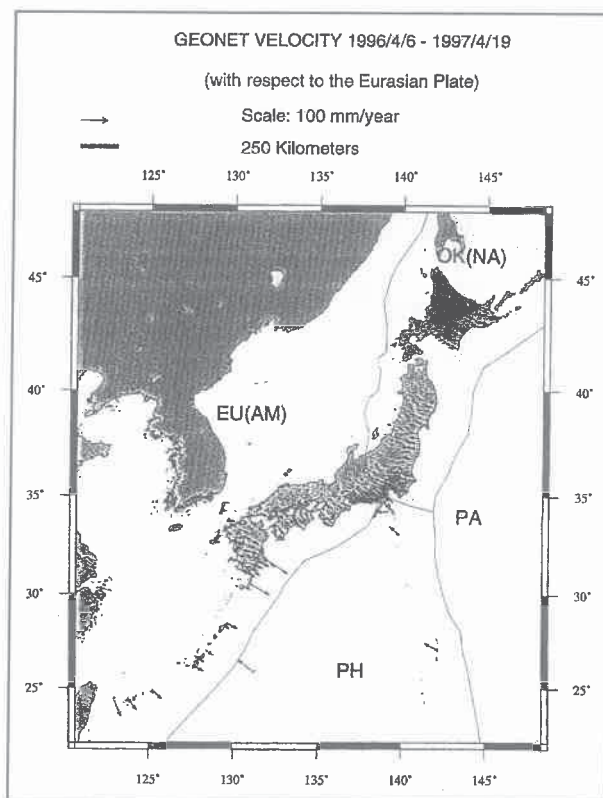 GEONET VELOCITY 1996/4/6 - 1997/4/19
(with respect to the Eurasian Plate)
Scale: 100 mm/year
250 Kilometers
125° 130° 135° 140° 145°
OK(NA)
45° 45°
40° 40°
EU(AM)
35° 35°
PA
30° 30°
PH
25° 25°
125° 130° 135° 140° 145°